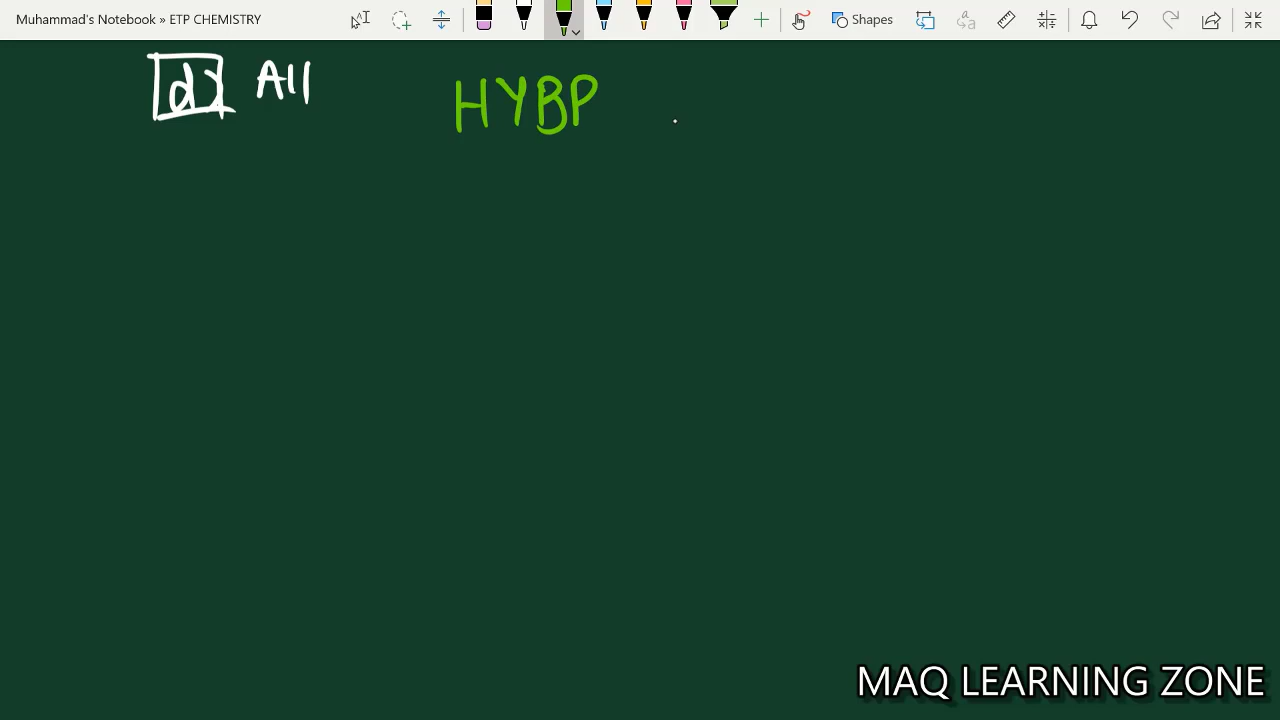 Muhammad's Notebook » ETP CHEMISTRY
Shapes
d) All
HYBP
MAQ LEARNING ZONE